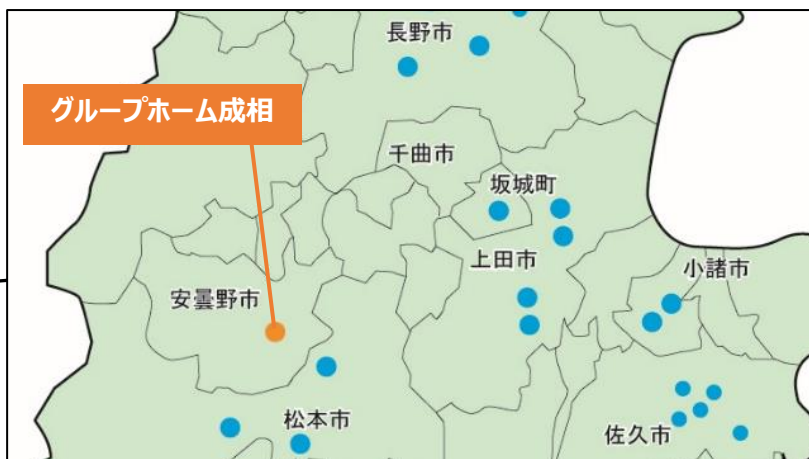 長野市
グループホーム成相
千曲市
坂城町
上田市
小諸市
安曇野市
松本市
佐久市